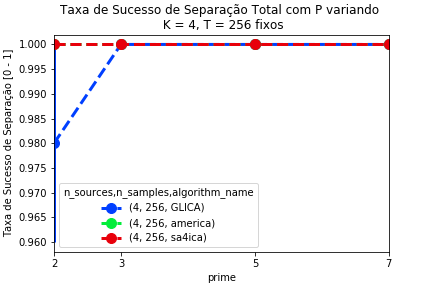 Taxa de Sucesso de Separação Total com P variando
K = 4, T = 256 fixos
Taxa de Sucesso de Separação [0 - 1]
1.000
0.995
0.990
0.985
0.980
0.975
0.970
0.965
0.960
n_sources,n_samples,algorithm_name
(4, 256, GLICA)
(4, 256, america)
(4, 256, sa4ica)
2
3
5
7
prime